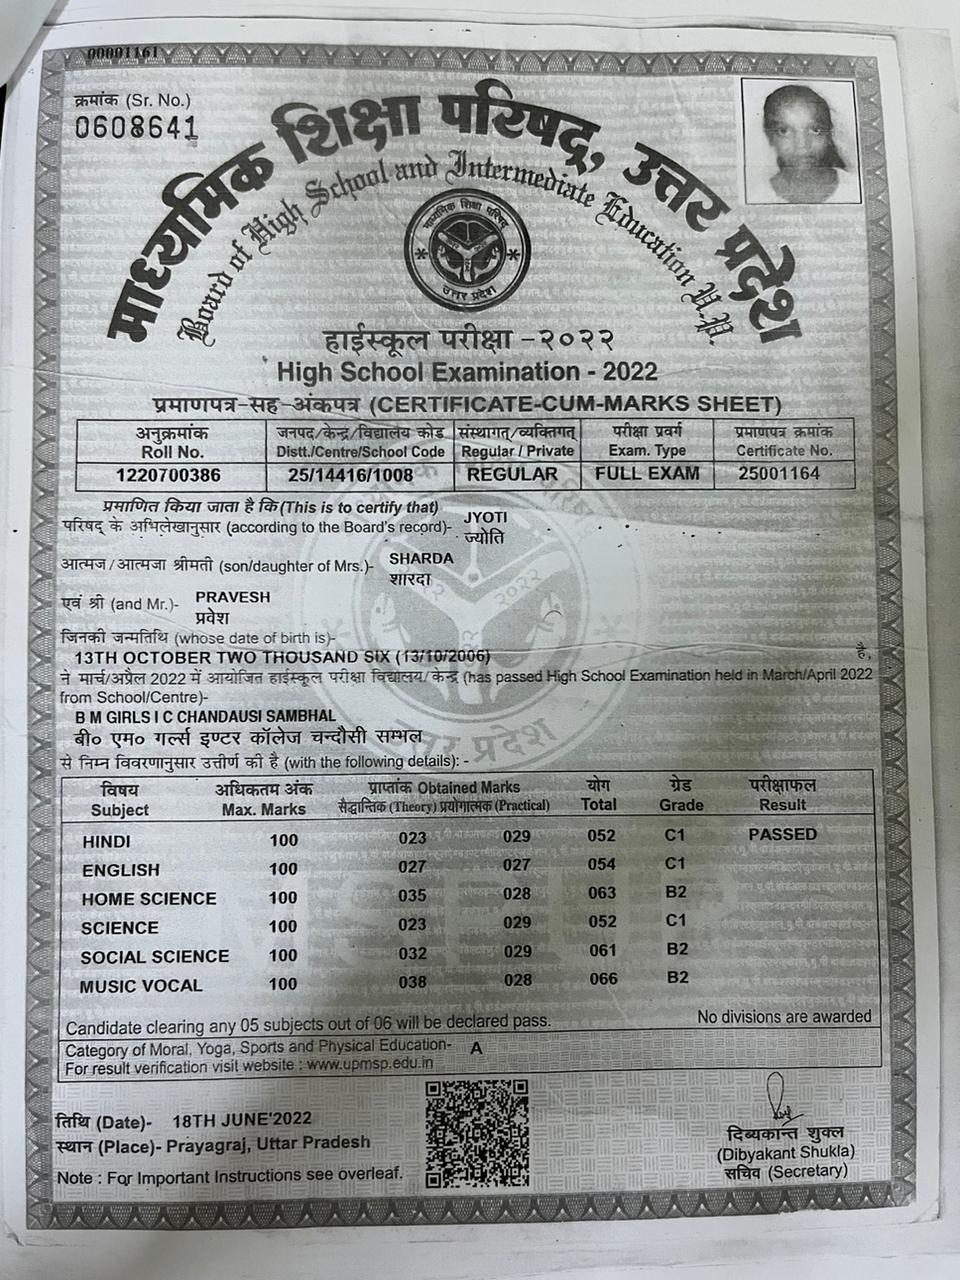 00001161
क्रमांक (Sr. No.)
0608641
माध्यमिक शिक्षा परिषद्, उत्तर प्रदेश
Board of High School and Intermediate Education U.P.
माध्यमिक शिक्षा परिषद्
उत्तर प्रदेश
हाईस्कूल परीक्षा -२०२२
High School Examination - 2022
प्रमाणपत्र-सह-अंकपत्र (CERTIFICATE-CUM-MARKS SHEET)
अनुक्रमांक जनपद/केन्द्र/विद्यालय कोड संस्थागत/व्यक्तिगत् परीक्षा प्रवर्ग प्रमाणपत्र क्रमांक
Roll No. Distt./Centre/School Code Regular / Private Exam. Type Certificate No.
1220700386 25/14416/1008 REGULAR FULL EXAM 25001164
प्रमाणित किया जाता है कि(This is to certify that)
परिषद् के अभिलेखानुसार (according to the Board's record)- JYOTI
ज्योति
आत्मज/आत्मजा श्रीमती (son/daughter of Mrs.)- SHARDA
शारदा
एवं श्री (and Mr.)- PRAVESH
प्रवेश
जिनकी जन्मतिथि (whose date of birth is)-
13TH OCTOBER TWO THOUSAND SIX (13/10/2006) है,
ने मार्च/अप्रैल 2022 में आयोजित हाईस्कूल परीक्षा विद्यालय/केन्द्र (has passed High School Examination held in March/April 2022
from School/Centre)-
B M GIRLS I C CHANDAUSI SAMBHAL
बी० एम० गर्ल्स इण्टर कॉलेज चन्दौसी सम्भल
से निम्न विवरणानुसार उत्तीर्ण की है (with the following details): -
२०२२ २०२२
उत्तर प्रदेश
विषय अधिकतम अंक प्राप्तांक Obtained Marks योग ग्रेड परीक्षाफल
Subject Max. Marks सैद्धान्तिक (Theory) प्रयोगात्मक (Practical) Total Grade Result
HINDI 100 023 029 052 C1 PASSED
ENGLISH 100 027 027 054 C1
HOME SCIENCE 100 035 028 063 B2
SCIENCE 100 023 029 052 C1
SOCIAL SCIENCE 100 032 029 061 B2
MUSIC VOCAL 100 038 028 066 B2
Candidate clearing any 05 subjects out of 06 will be declared pass. No divisions are awarded
Category of Moral, Yoga, Sports and Physical Education- A
For result verification visit website : www.upmsp.edu.in
तिथि (Date)- 18TH JUNE'2022
स्थान (Place)- Prayagraj, Uttar Pradesh
Note : For Important Instructions see overleaf.
दिब्यकान्त शुक्ल
(Dibyakant Shukla)
सचिव (Secretary)